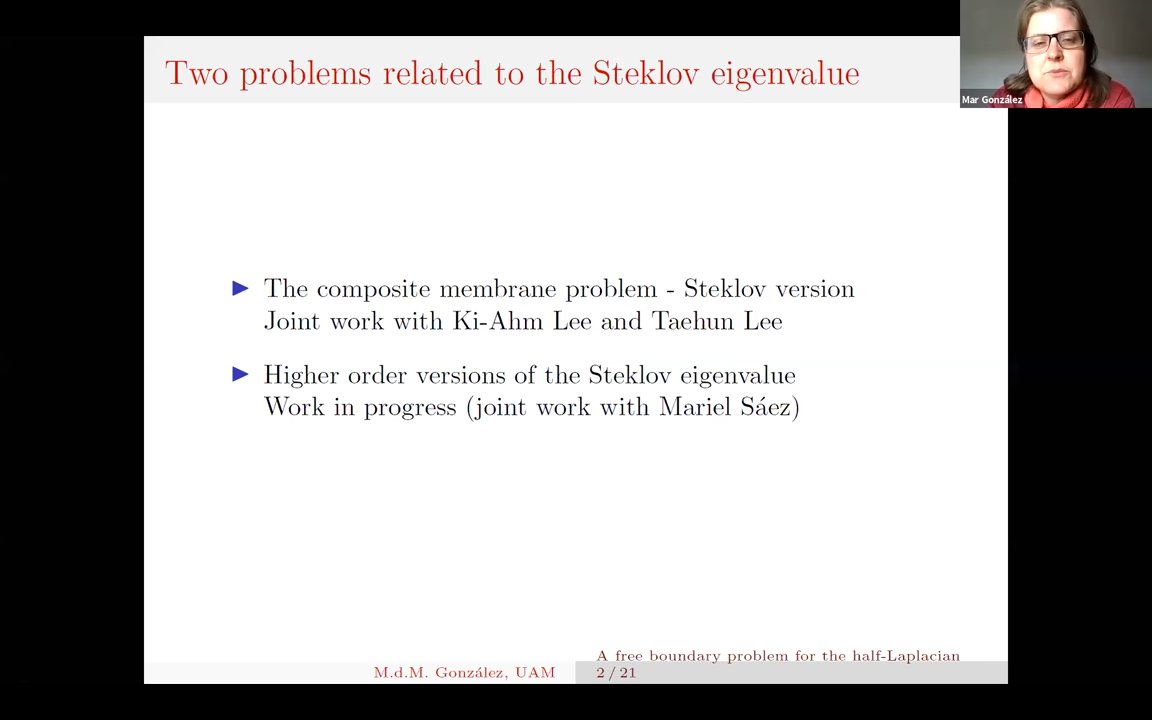 Two problems related to the Steklov eigenvalue
Mar González
The composite membrane problem - Steklov version
Joint work with Ki-Ahm Lee and Taehun Lee
Higher order versions of the Steklov eigenvalue
Work in progress (joint work with Mariel Sáez)
A free boundary problem for the half-Laplacian
M.d.M. González, UAM
2 / 21